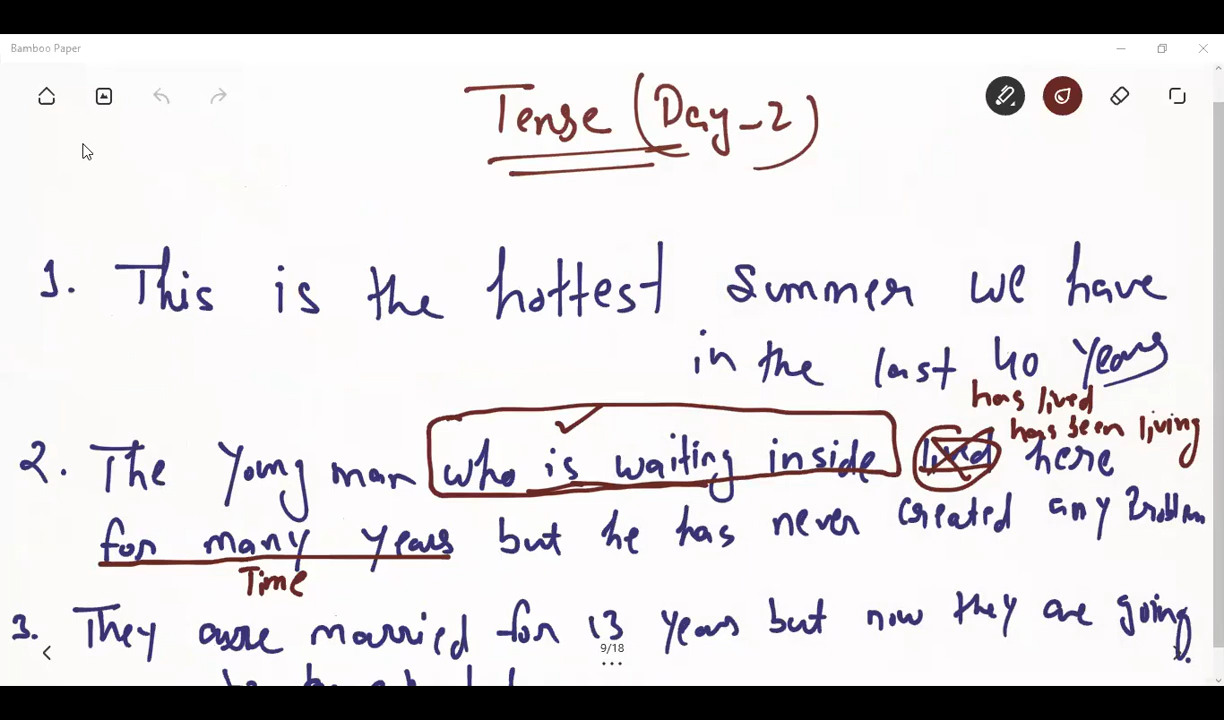 Bamboo Paper
Tense (Day-2)
1. This is the hottest summer we have
in the last 40 years
has lived
has been living
2. The young man who is waiting inside lived here
for many years but he has never created any Problem
Time
3. They are married for 13 years but now they are going
9/18